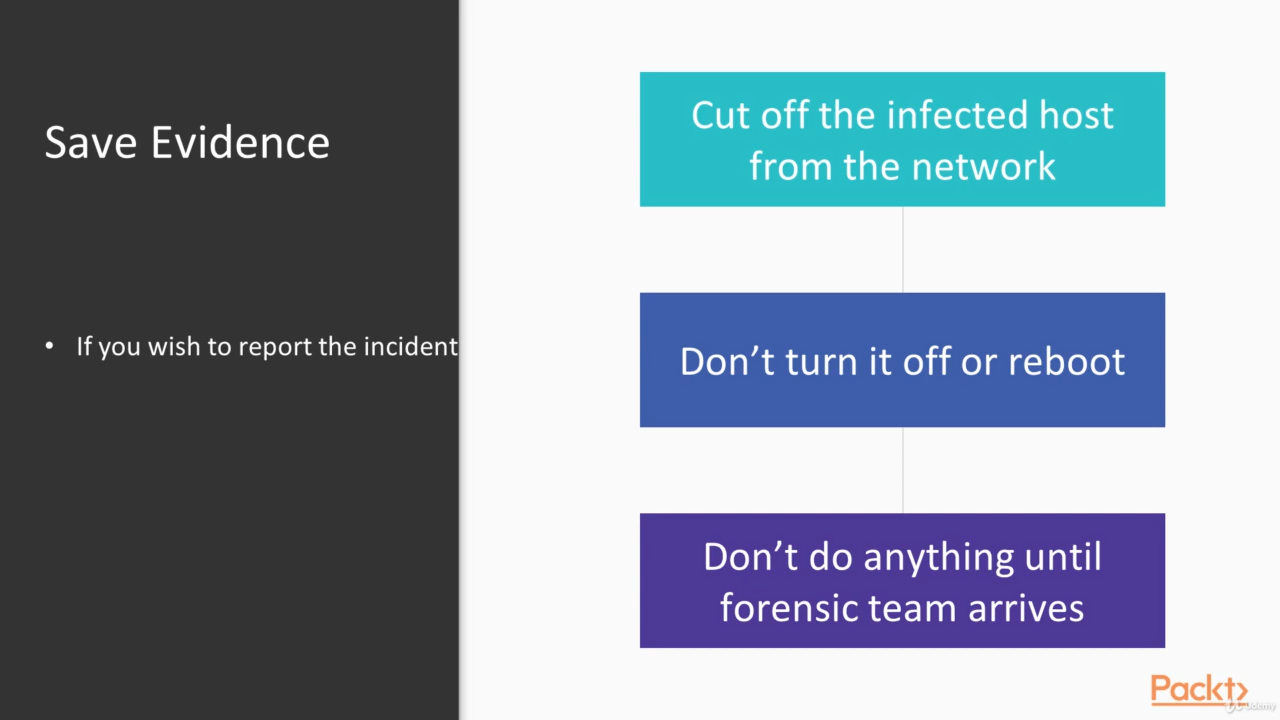 Save Evidence
• If you wish to report the incident
Cut off the infected host
from the network
Don’t turn it off or reboot
Don’t do anything until
forensic team arrives
Packt
Udemy